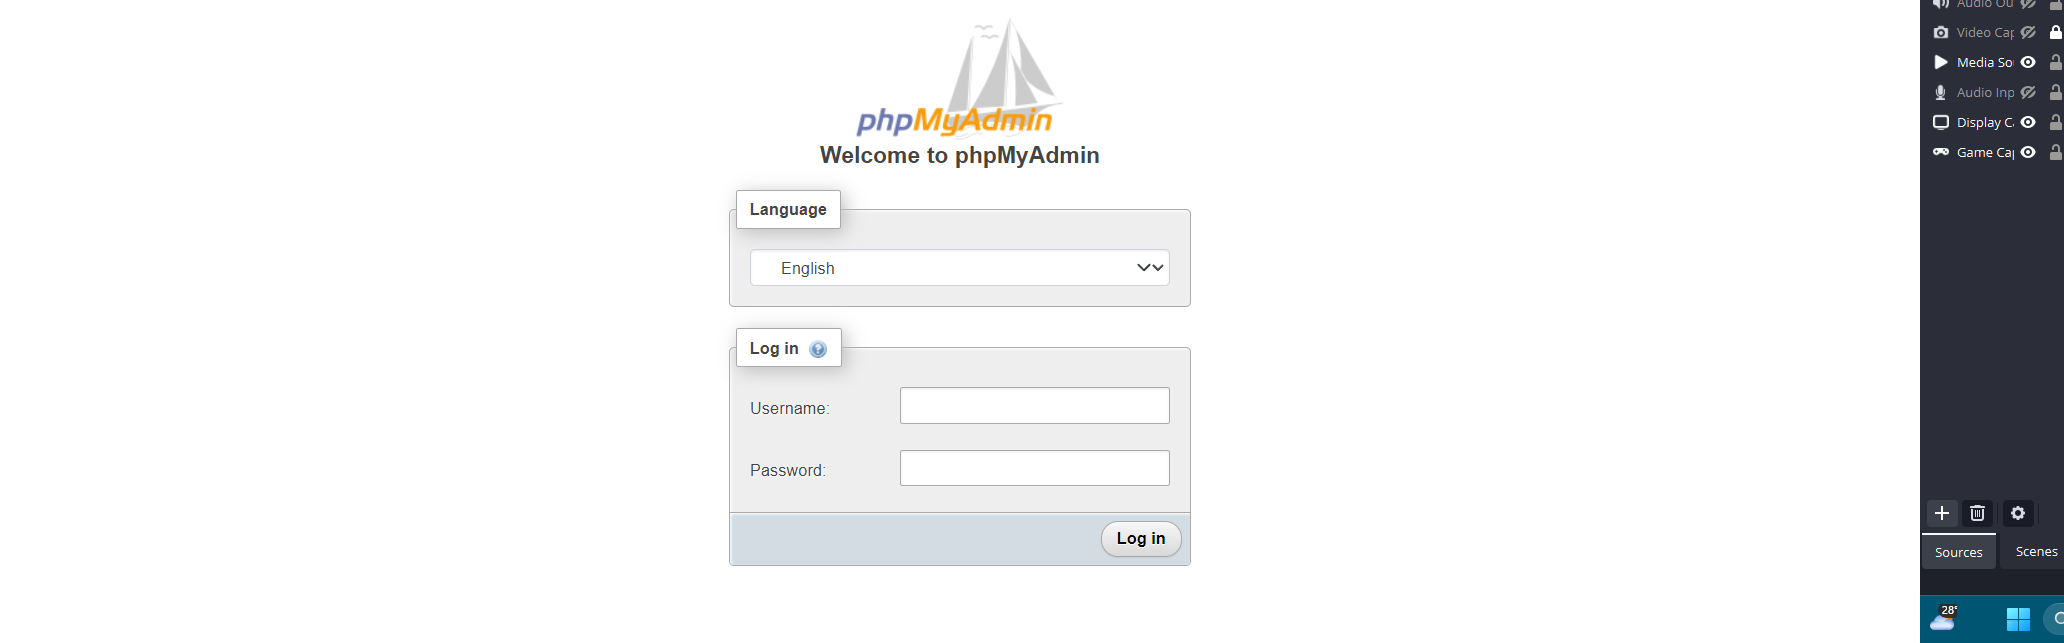 phpMyAdmin
Welcome to phpMyAdmin
Language
English
Log in
Username:
Password:
Log in
Audio Ou
Video Cap
Media So
Audio Inp
Display Ca
Game Cap
Sources
Scenes
28°